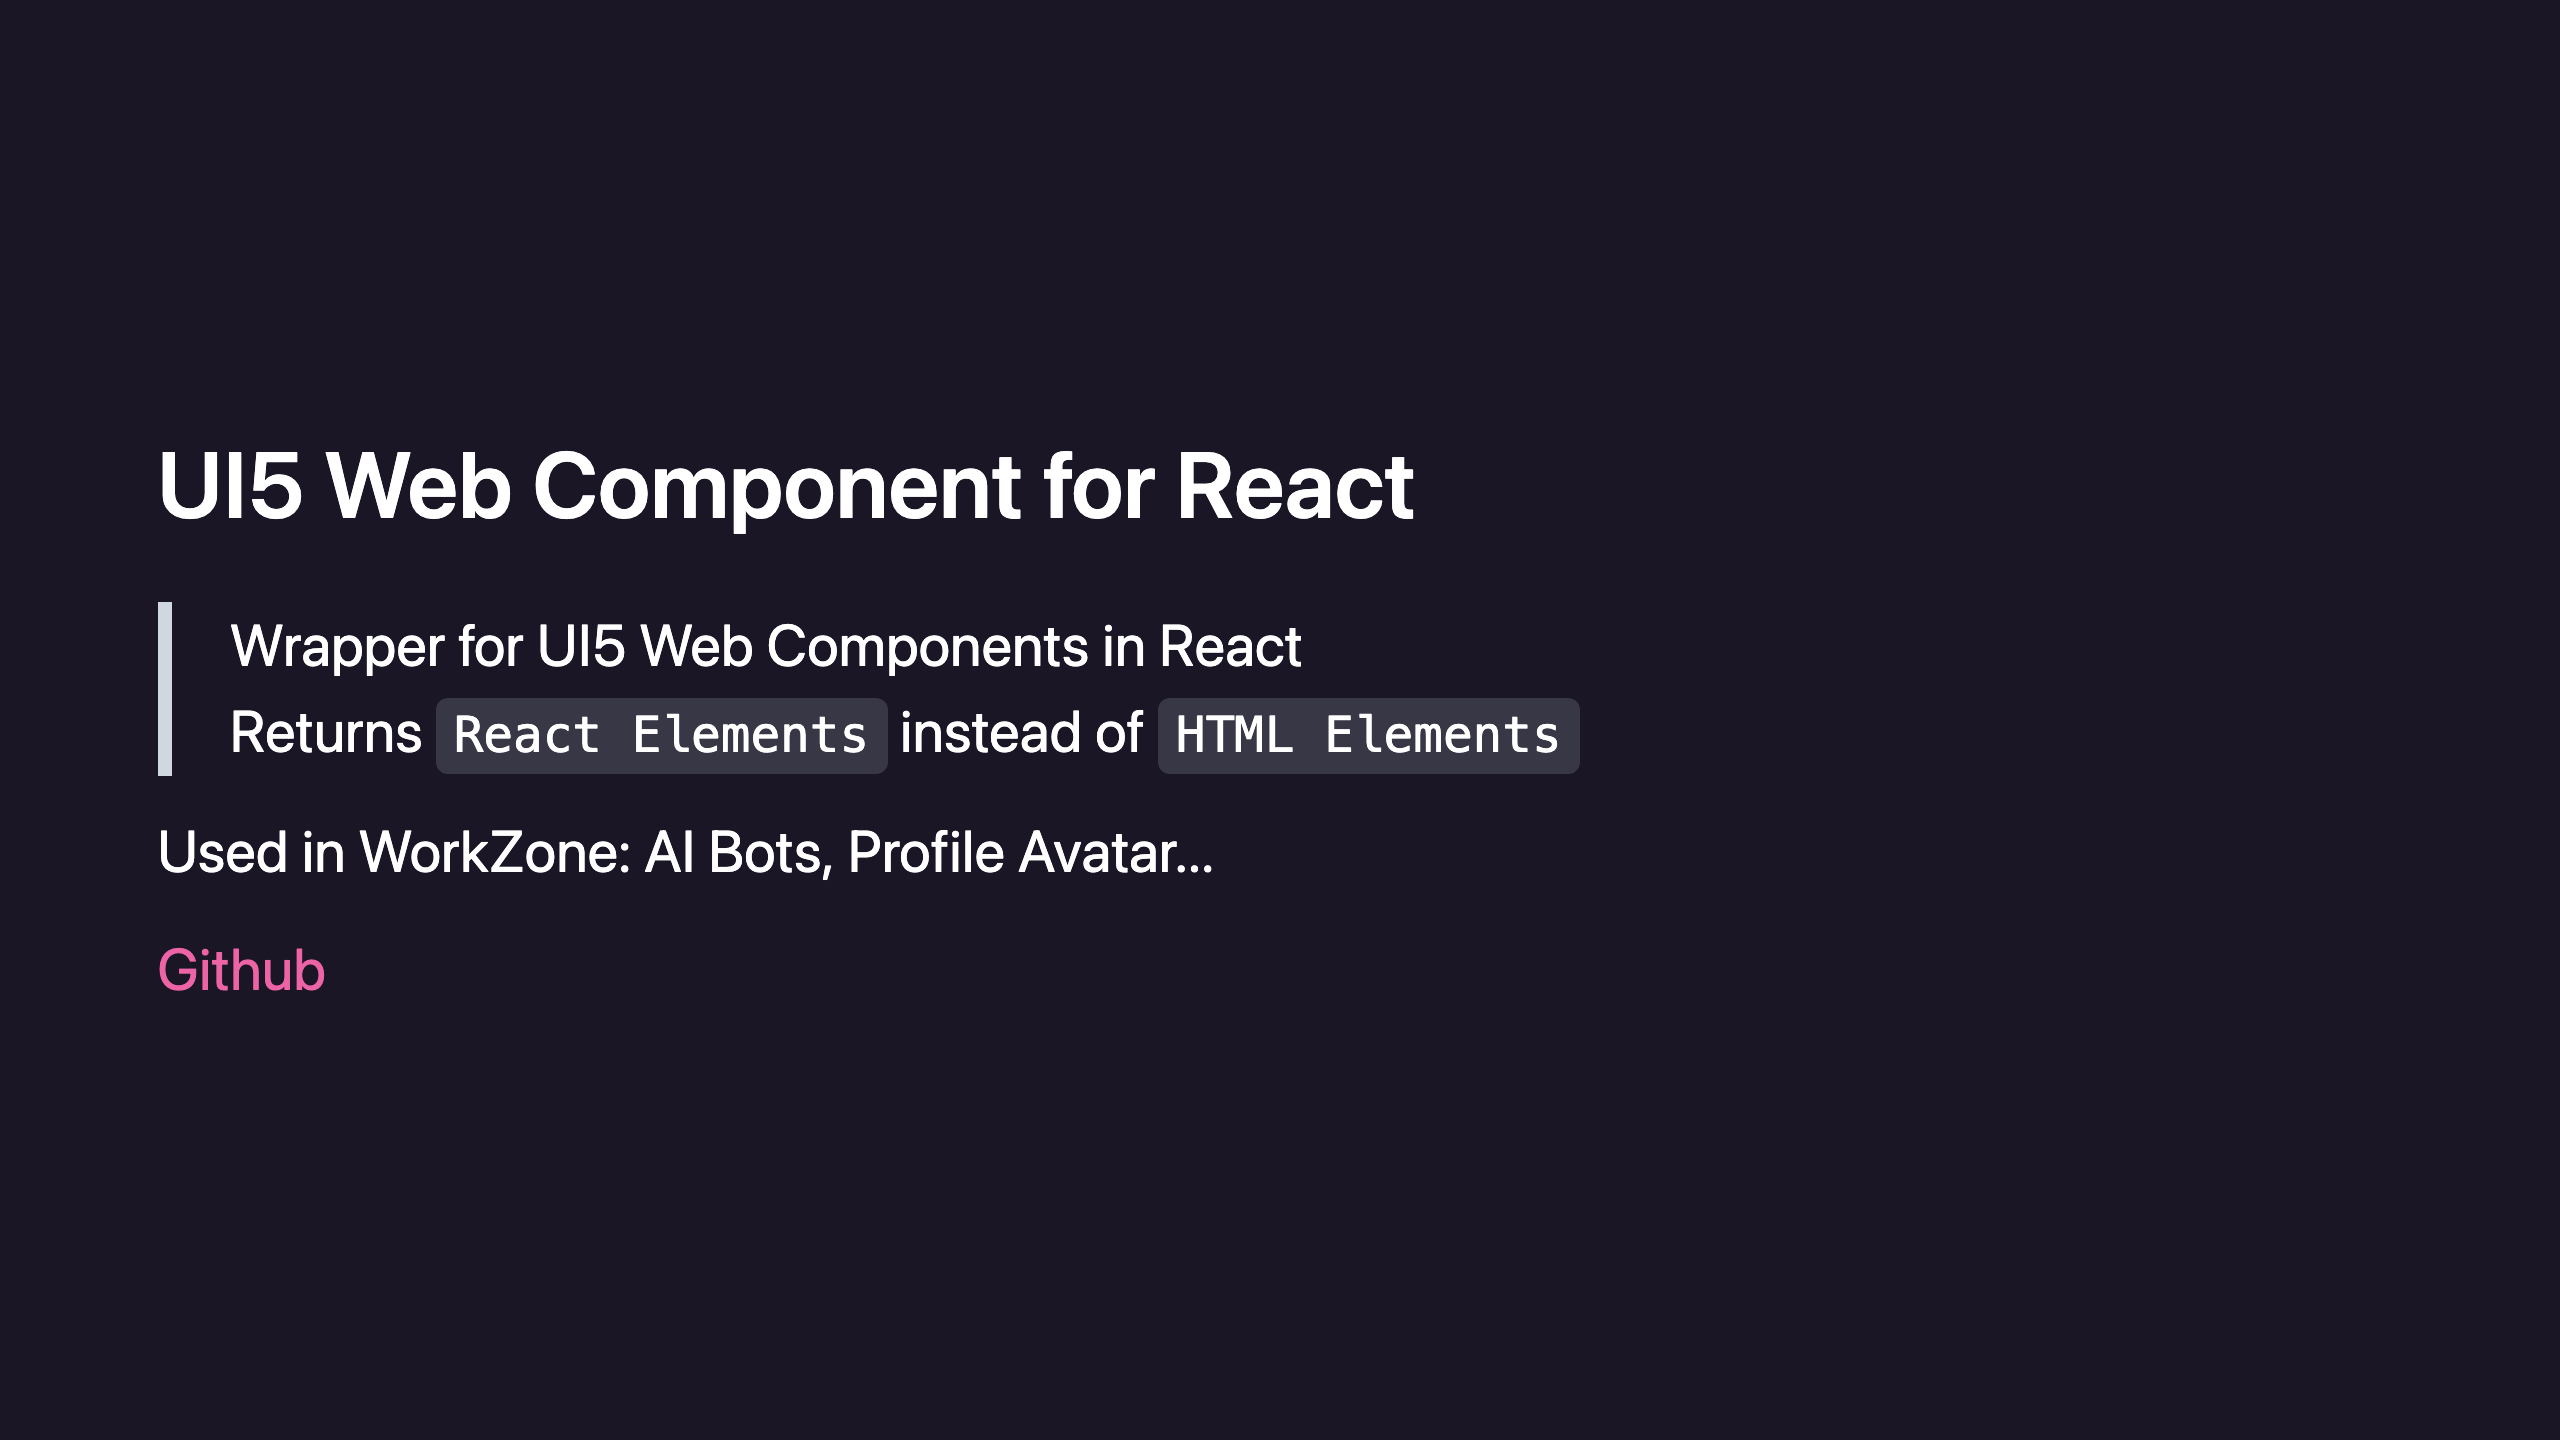 UI5 Web Component for React
Wrapper for UI5 Web Components in React
Returns React Elements instead of HTML Elements
Used in WorkZone: AI Bots, Profile Avatar...
Github